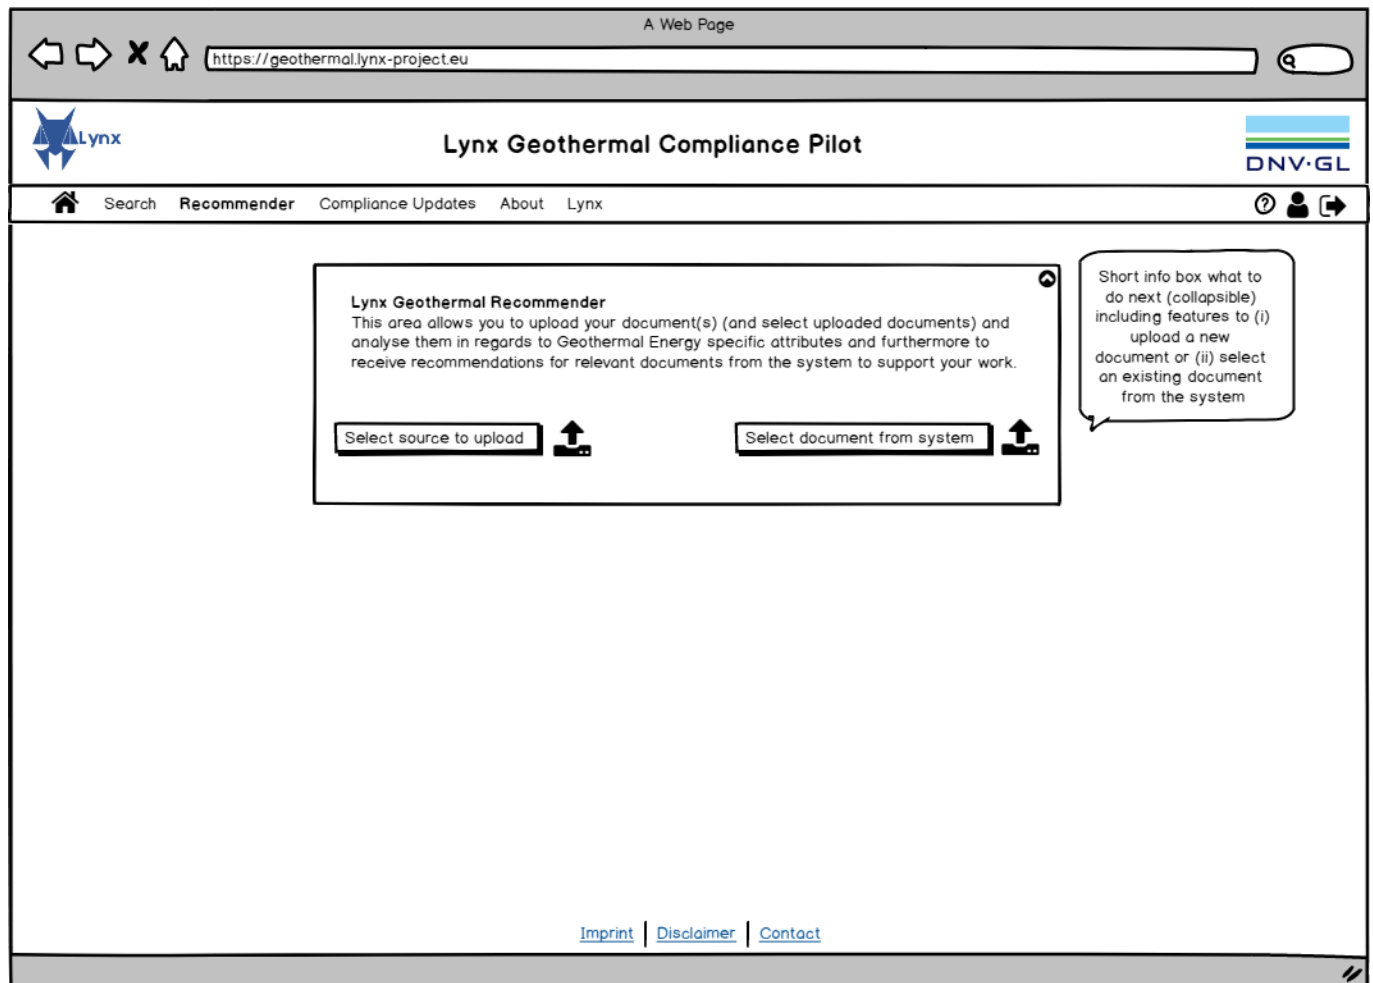 A Web Page
https://geothermal.lynx-project.eu
Lynx
Lynx Geothermal Compliance Pilot
DNV·GL
Search Recommender Compliance Updates About Lynx
Lynx Geothermal Recommender
This area allows you to upload your document(s) (and select uploaded documents) and
analyse them in regards to Geothermal Energy specific attributes and furthermore to
receive recommendations for relevant documents from the system to support your work.
Select source to upload
Select document from system
Short info box what to
do next (collapsible)
including features to (i)
upload a new
document or (ii) select
an existing document
from the system
Imprint Disclaimer Contact